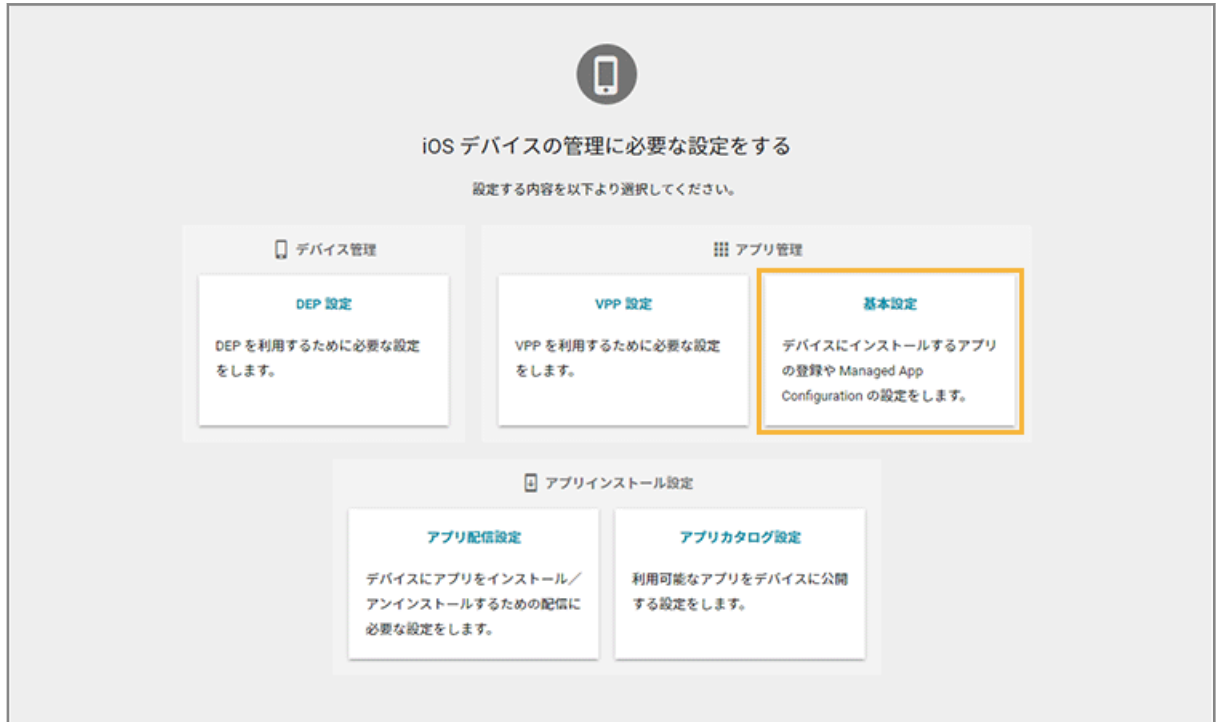 iOS デバイスの管理に必要な設定をする
設定する内容を以下より選択してください。
デバイス管理
DEP 設定
DEP を利用するために必要な設定
をします。
アプリ管理
VPP 設定
VPP を利用するために必要な設定
をします。
基本設定
デバイスにインストールするアプリ
の登録や Managed App
Configuration の設定をします。
アプリインストール設定
アプリ配信設定
デバイスにアプリをインストール／
アンインストールするための配信に
必要な設定をします。
アプリカタログ設定
利用可能なアプリをデバイスに公開
する設定をします。